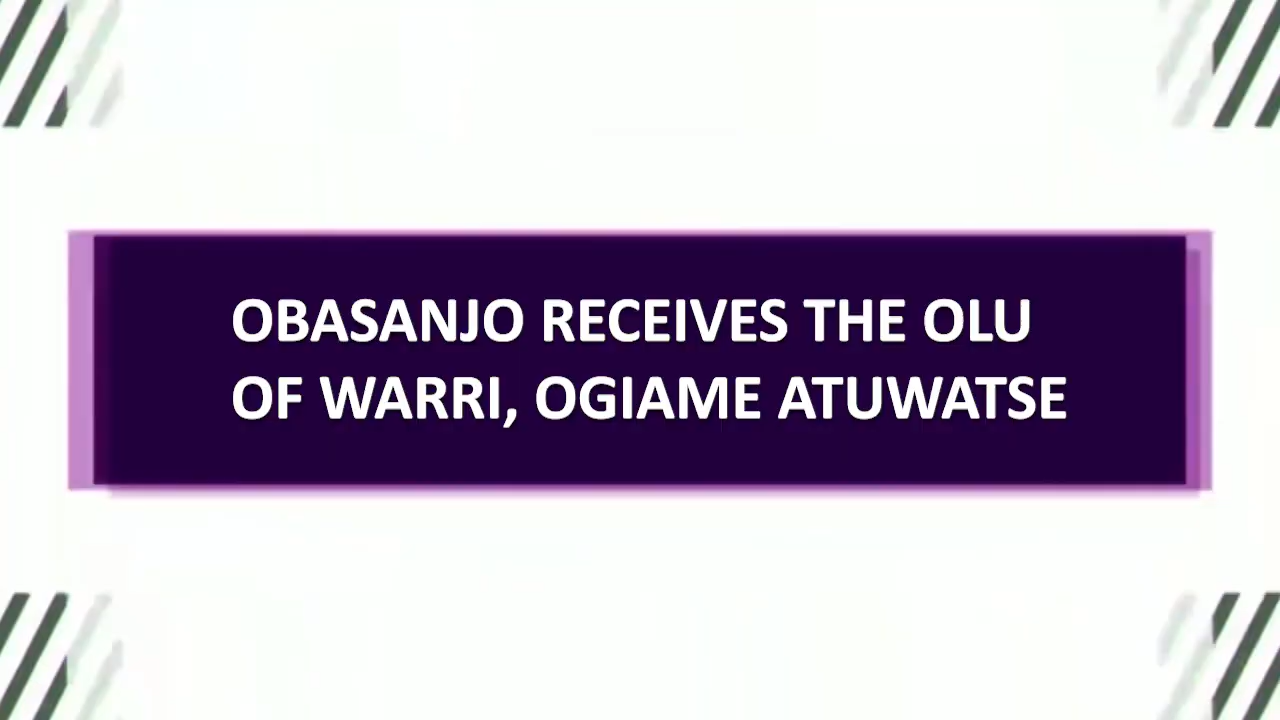 OBASANJO RECEIVES THE OLU
OF WARRI, OGIAME ATUWATSE